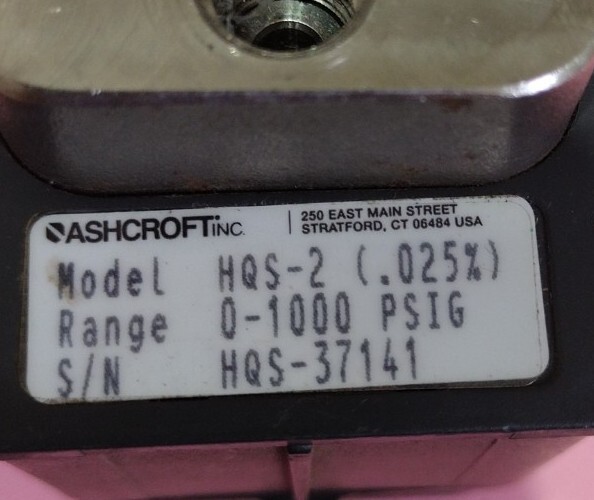 ASHCROFT INC.
250 EAST MAIN STREET
STRATFORD, CT 06484 USA
Model HQS-2 (.025%)
Range 0-1000 PSIG
S/N HQS-37141